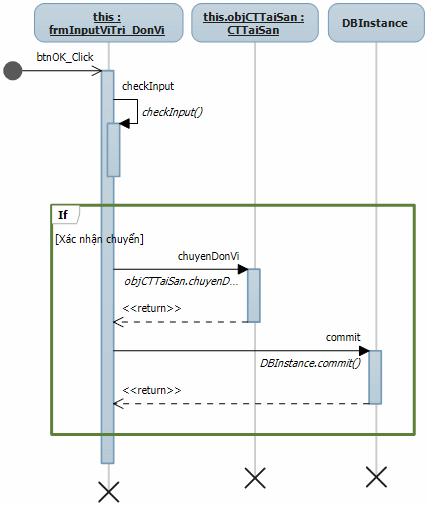 this :
frmInputViTri_DonVi
this.objCTTaiSan :
CTTaiSan
DBInstance
btnOK_Click
checkInput
checkInput()
If
[Xác nhận chuyển]
chuyenDonVi
objCTTaiSan.chuyenD...
<<return>>
commit
DBInstance.commit()
<<return>>